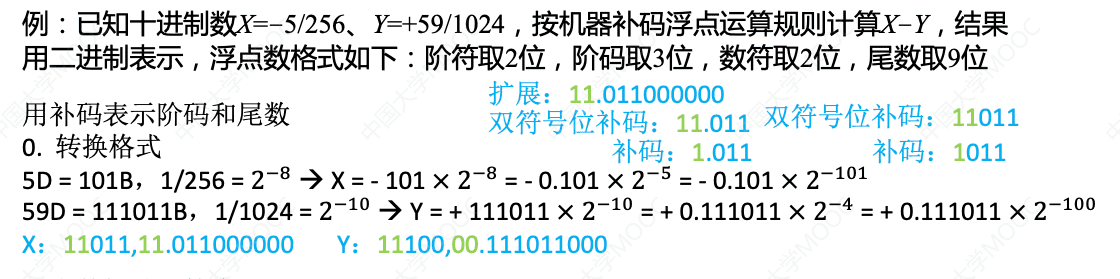 例：已知十进制数X=−5/256、Y=+59/1024，按机器补码浮点运算规则计算X−Y，结果
用二进制表示，浮点数格式如下：阶符取2位，阶码取3位，数符取2位，尾数取9位
扩展：11.011000000
用补码表示阶码和尾数
双符号位补码：11.011 双符号位补码：11011
0. 转换格式
补码：1.011 补码：1011
5D = 101B，1/256 = 2⁻⁸ → X = - 101 × 2⁻⁸ = - 0.101 × 2⁻⁵ = - 0.101 × 2⁻¹⁰¹
59D = 111011B，1/1024 = 2⁻¹⁰ → Y = + 111011 × 2⁻¹⁰ = + 0.111011 × 2⁻⁴ = + 0.111011 × 2⁻¹⁰⁰
X：11011,11.011000000 Y：11100,00.111011000